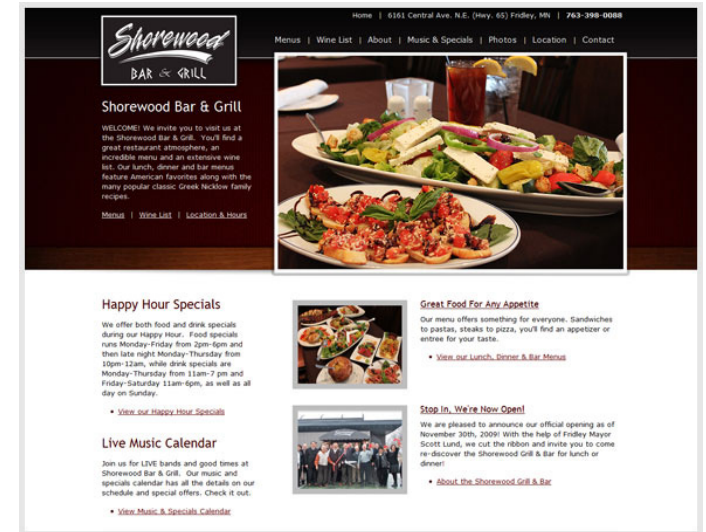 Home | 6161 Central Ave. N.E. (Hwy. 65) Fridley, MN | 763-398-0088
Shorewood
BAR & GRILL
Menus | Wine List | About | Music & Specials | Photos | Location | Contact
Shorewood Bar & Grill
WELCOME! We invite you to visit us at
the Shorewood Bar & Grill. You'll find a
great restaurant atmosphere, an
incredible menu and an extensive wine
list. Our lunch, dinner and bar menus
feature American favorites along with the
many popular classic Greek Nicklow family
recipes.
Menus | Wine List | Location & Hours
Happy Hour Specials
We offer both food and drink specials
during our Happy Hour. Food specials
runs Monday-Friday from 2pm-6pm and
then late night Monday-Thursday from
10pm-12am, while drink specials are
Monday-Thursday from 11am-7 pm and
Friday-Saturday 11am-6pm, as well as all
day on Sunday.
• View our Happy Hour Specials
Live Music Calendar
Join us for LIVE bands and good times at
Shorewood Bar & Grill. Our music and
specials calendar has all the details on our
schedule and special offers. Check it out.
• View Music & Specials Calendar
Great Food For Any Appetite
Our menu offers something for everyone. Sandwiches
to pastas, steaks to pizza, you'll find an appetizer or
entree for your taste.
• View our Lunch, Dinner & Bar Menus
Stop In, We're Now Open!
We are pleased to announce our official opening as of
November 30th, 2009! With the help of Fridley Mayor
Scott Lund, we cut the ribbon and invite you to come
re-discover the Shorewood Grill & Bar for lunch or
dinner!
• About the Shorewood Grill & Bar